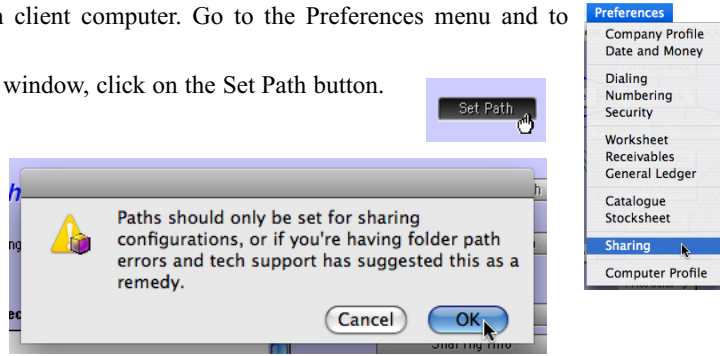 client computer. Go to the Preferences menu and to
window, click on the Set Path button.
Set Path
Preferences
Company Profile
Date and Money
Dialing
Numbering
Security
Worksheet
Receivables
General Ledger
Catalogue
Stocksheet
Sharing
Computer Profile
Paths should only be set for sharing
configurations, or if you're having folder path
errors and tech support has suggested this as a
remedy.
Cancel
OK